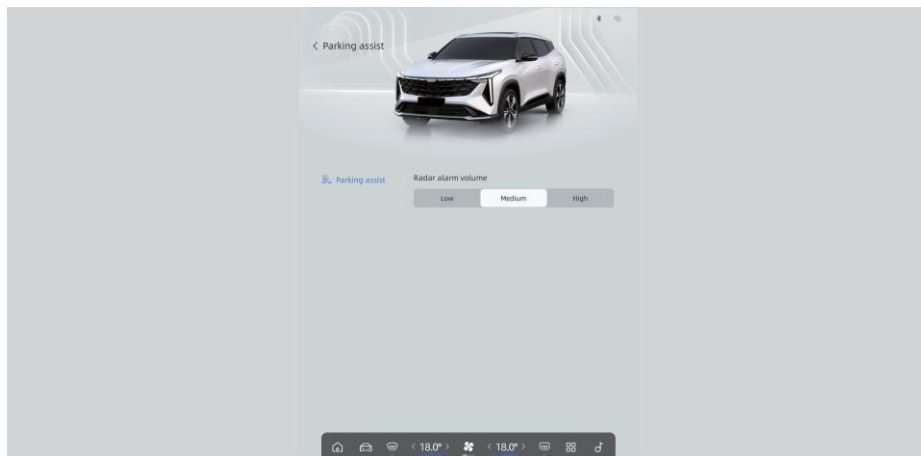 Parking assist
Parking assist
Radar alarm volume
Low Medium High
18.0° 18.0°